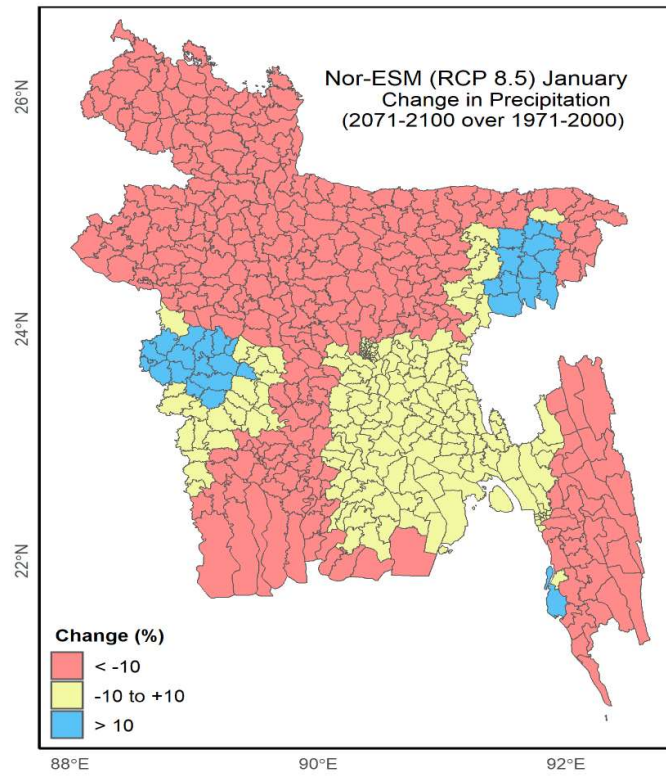 Nor-ESM (RCP 8.5) January
Change in Precipitation
(2071-2100 over 1971-2000)
26°N
24°N
22°N
Change (%)
< -10
-10 to +10
> 10
88°E 90°E 92°E